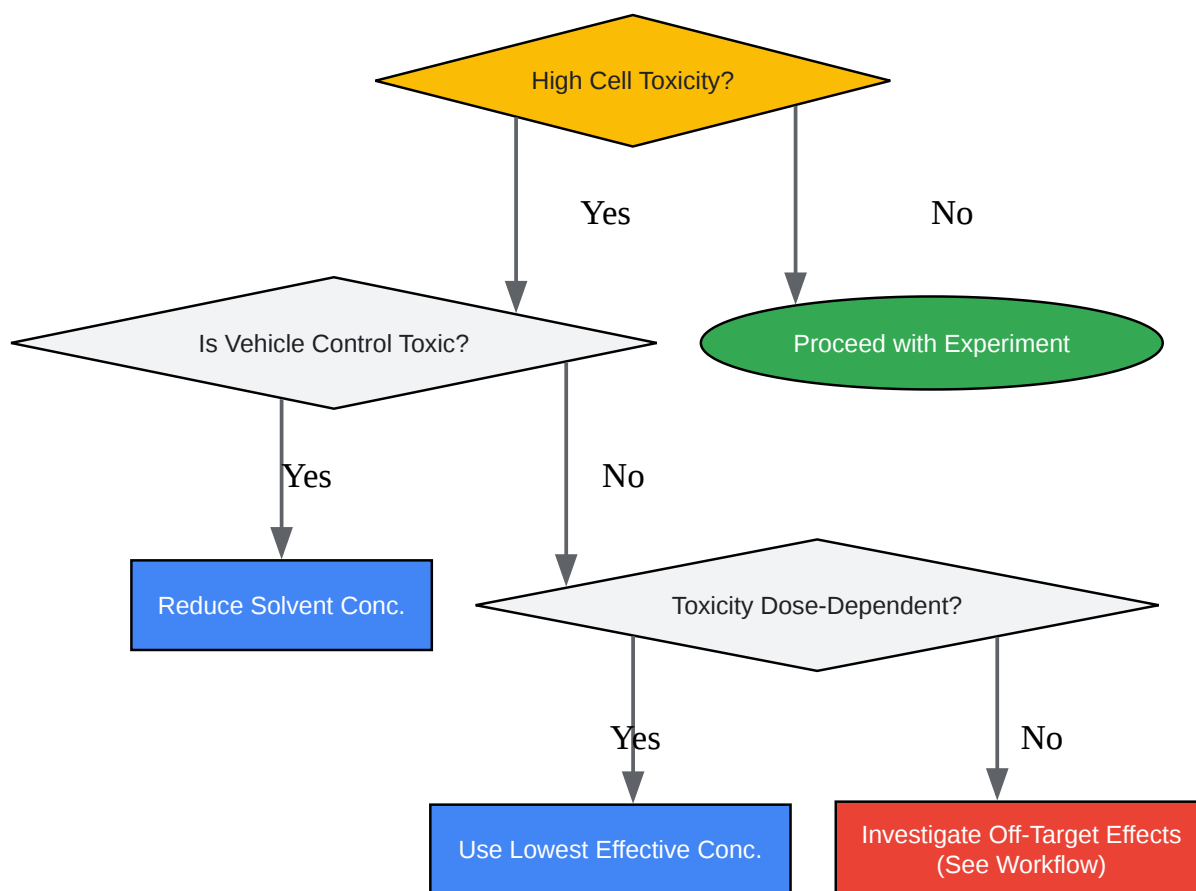 High Cell Toxicity?
Yes
No
Is Vehicle Control Toxic?
Proceed with Experiment
Yes
No
Reduce Solvent Conc.
Toxicity Dose-Dependent?
Yes
No
Use Lowest Effective Conc.
Investigate Off-Target Effects
(See Workflow)